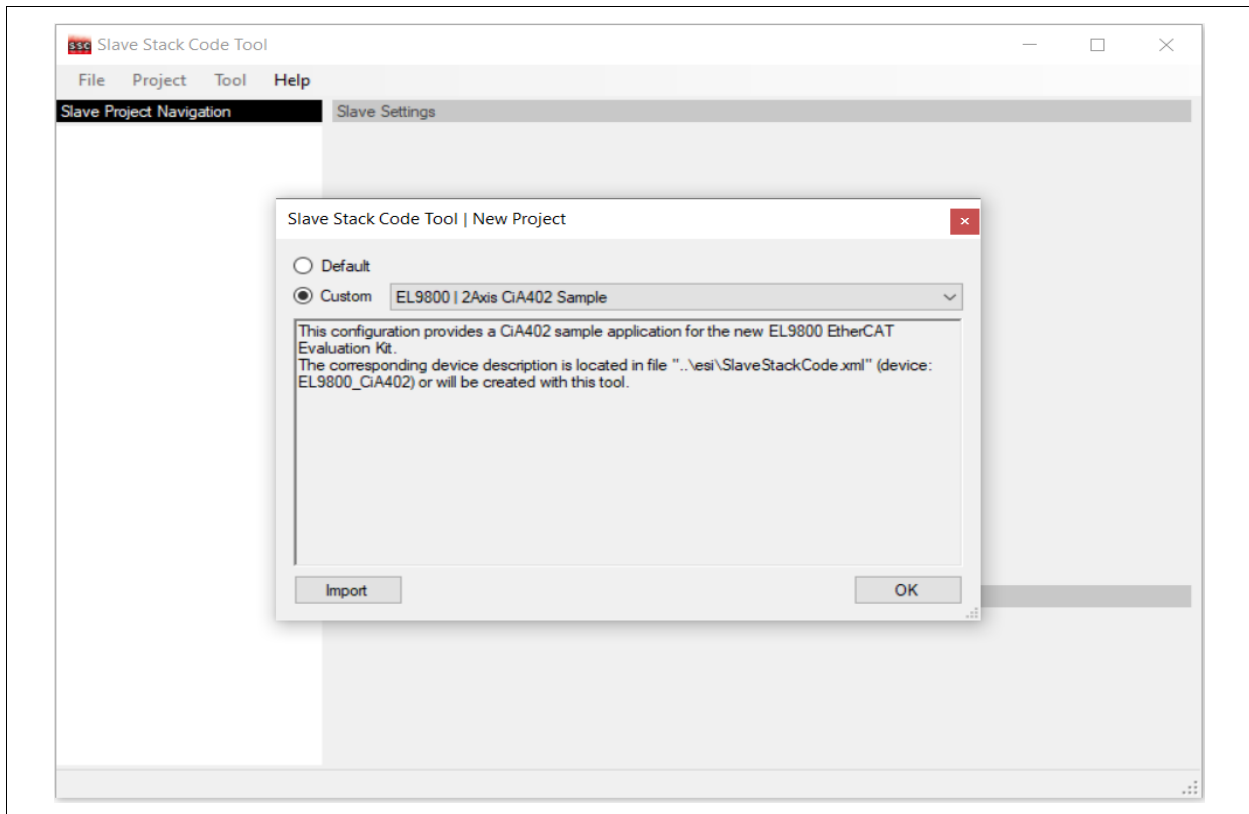 ssc Slave Stack Code Tool
File Project Tool Help
Slave Project Navigation
Slave Settings
Slave Stack Code Tool | New Project
Default
Custom EL9800 | 2Axis CiA402 Sample
This configuration provides a CiA402 sample application for the new EL9800 EtherCAT
Evaluation Kit.
The corresponding device description is located in file "..\esi\SlaveStackCode.xml" (device:
EL9800_CiA402) or will be created with this tool.
Import
OK